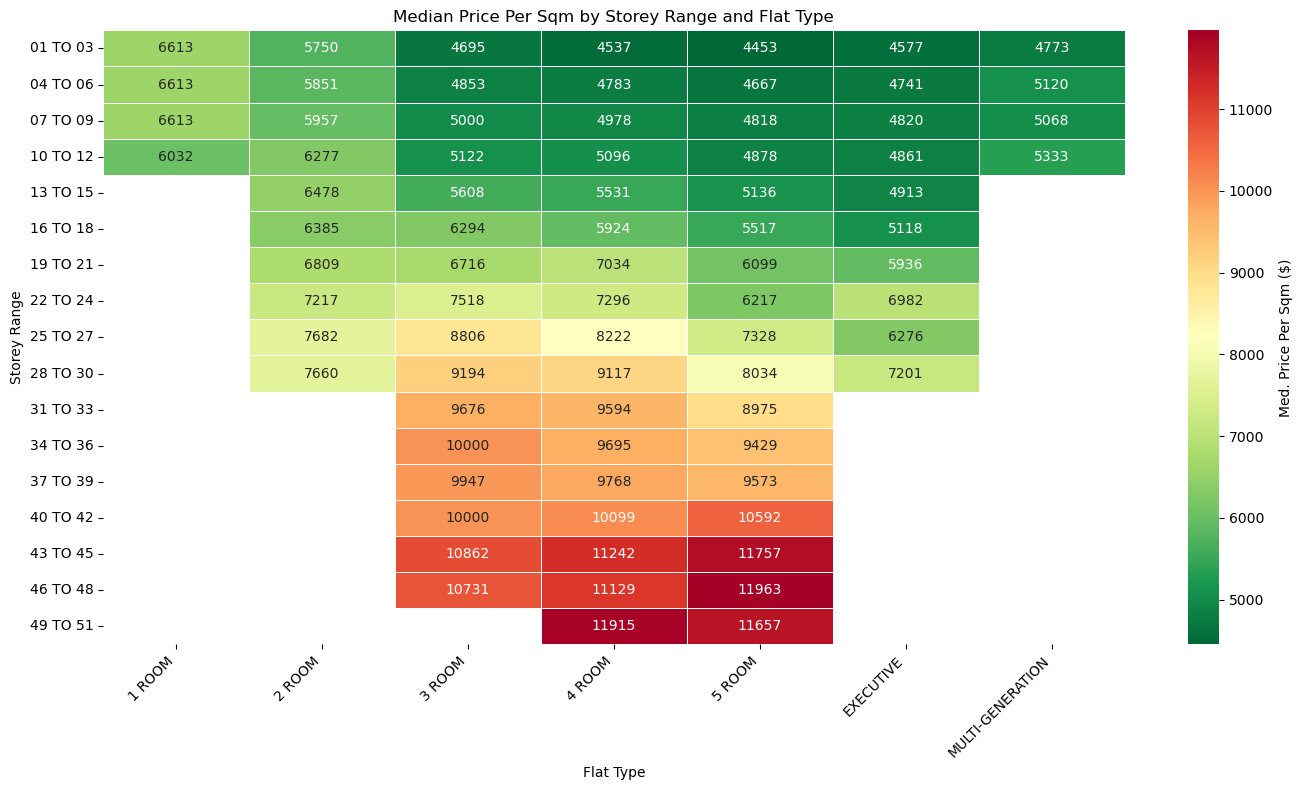 Median Price Per Sqm by Storey Range and Flat Type
01 TO 03 6613 5750 4695 4537 4453 4577 4773
04 TO 06 6613 5851 4853 4783 4667 4741 5120
07 TO 09 6613 5957 5000 4978 4818 4820 5068
10 TO 12 6032 6277 5122 5096 4878 4861 5333
13 TO 15 6478 5608 5531 5136 4913
16 TO 18 6385 6294 5924 5517 5118
19 TO 21 6809 6716 7034 6099 5936
22 TO 24 7217 7518 7296 6217 6982
25 TO 27 7682 8806 8222 7328 6276
28 TO 30 7660 9194 9117 8034 7201
31 TO 33 9676 9594 8975
34 TO 36 10000 9695 9429
37 TO 39 9947 9768 9573
40 TO 42 10000 10099 10592
43 TO 45 10862 11242 11757
46 TO 48 10731 11129 11963
49 TO 51 11915 11657
Storey Range
1 ROOM 2 ROOM 3 ROOM 4 ROOM 5 ROOM EXECUTIVE MULTI-GENERATION
Flat Type
11000
10000
9000
8000
7000
6000
5000
Med. Price Per Sqm ($)